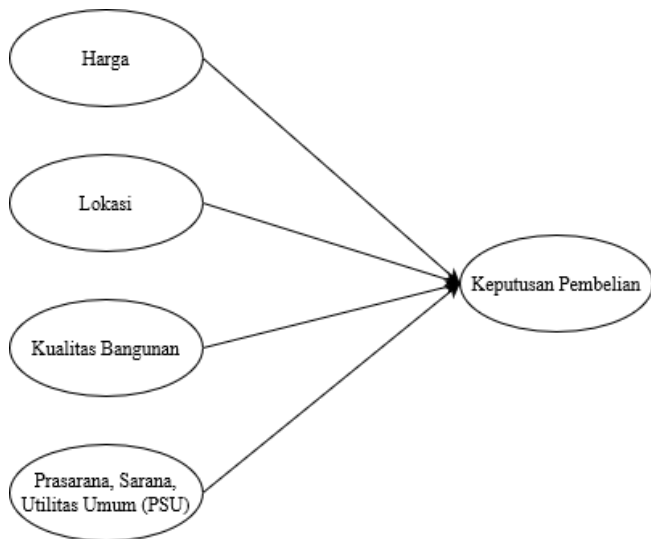 Harga
Lokasi
Keputusan Pembelian
Kualitas Bangunan
Prasarana, Sarana,
Utilitas Umum (PSU)